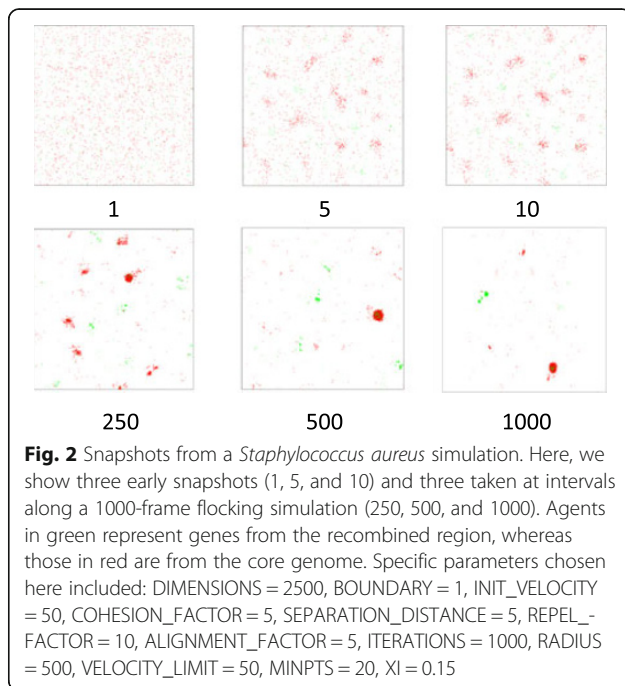 1
5
10
250
500
1000
Fig. 2 Snapshots from a Staphylococcus aureus simulation. Here, we
show three early snapshots (1, 5, and 10) and three taken at intervals
along a 1000-frame flocking simulation (250, 500, and 1000). Agents
in green represent genes from the recombined region, whereas
those in red are from the core genome. Specific parameters chosen
here included: DIMENSIONS = 2500, BOUNDARY = 1, INIT_VELOCITY
= 50, COHESION_FACTOR = 5, SEPARATION_DISTANCE = 5, REPEL_-
FACTOR = 10, ALIGNMENT_FACTOR = 5, ITERATIONS = 1000, RADIUS
= 500, VELOCITY_LIMIT = 50, MINPTS = 20, XI = 0.15